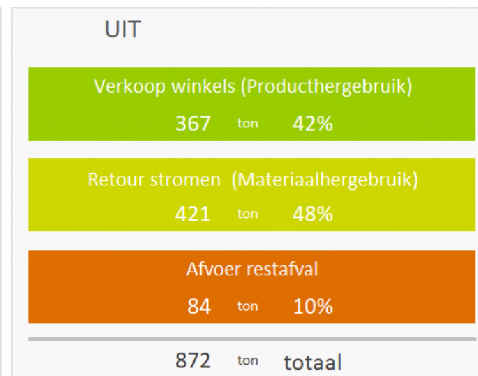 UIT
Verkoop winkels (Producthergebruik)
367 ton 42%
Retour stromen (Materiaalhergebruik)
421 ton 48%
Afvoer restafval
84 ton 10%
872 ton totaal